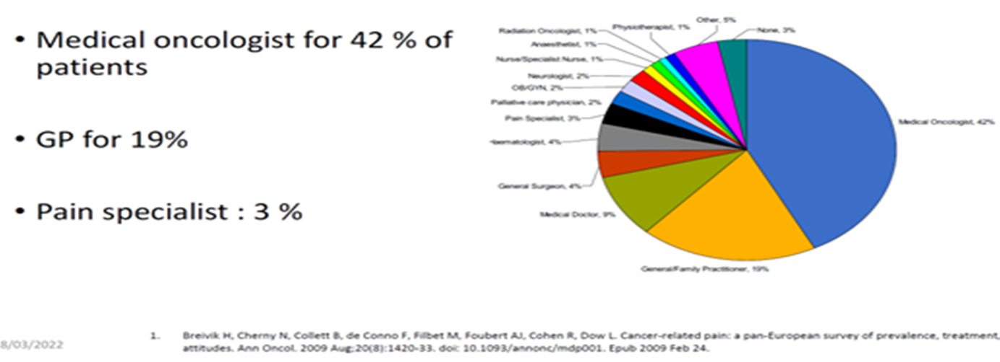 • Medical oncologist for 42 % of
patients
• GP for 19%
• Pain specialist : 3 %
Other, 5%
Physiotherapist, 1%
None, 3%
Radiation Oncologist, 1%
Anaesthetist, 1%
Nurse/Specialist Nurse, 1%
Neurologist, 2%
OB/GYN, 2%
Palliative care physician, 2%
Pain Specialist, 3%
Haematologist, 4%
General Surgeon, 4%
Medical Doctor, 9%
General/Family Practitioner, 19%
Medical Oncologist, 42%
8/03/2022
1. Breivik H, Cherny N, Collett B, de Conno F, Filbet M, Foubert AJ, Cohen R, Dow L. Cancer-related pain: a pan-European survey of prevalence, treatment,
attitudes. Ann Oncol. 2009 Aug;20(8):1420-33. doi: 10.1093/annonc/mdp001. Epub 2009 Feb 24.